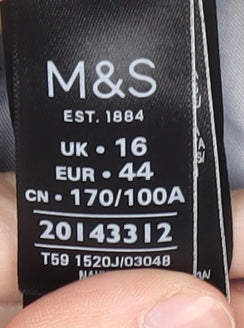 M&S
EST. 1884
UK • 16
EUR • 44
CN • 170/100A
20143312
T59 1520J/03048